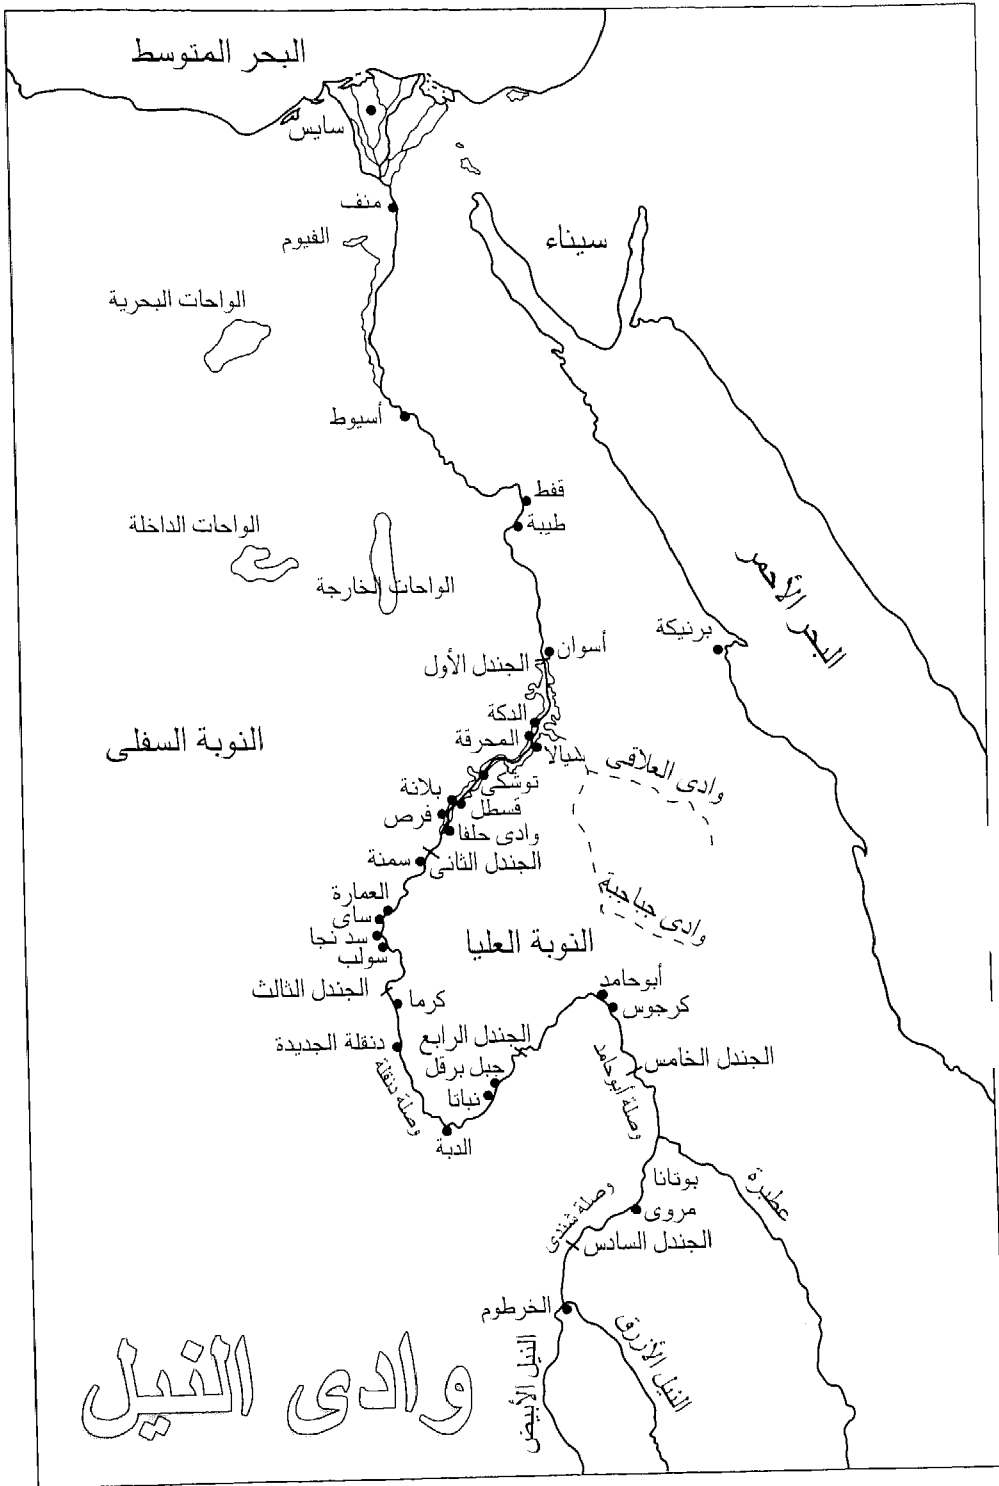 البحر المتوسط
سايس
منف
الفيوم
سيناء
الواحات البحرية
أسيوط
قفط
الواحات الداخلة
طيبة
الواحات الخارجة
البحر الأحمر
برنيكة
أسوان
الجندل الأول
الدكة
المحرقة
النوبة السفلى
شيالا
وادى العلاقى
توشكى
بلانة
قسطل
فرص
وادى حلفا
الجندل الثانى
سمنة
العمارة
وادى جباجبة
ساى
سد نجا
النوبة العليا
سولب
أبوحامد
الجندل الثالث
كرما
كرجوس
الجندل الرابع
دنقلة الجديدة
الجندل الخامس
جبل برقل
وصلة دنقلة
وصلة أبوحامد
نباتا
الدبة
بوتانا
عطبرة
مروى
وصلة شندى
الجندل السادس
الخرطوم
النيل الأزرق
النيل الأبيض
وادى النيل